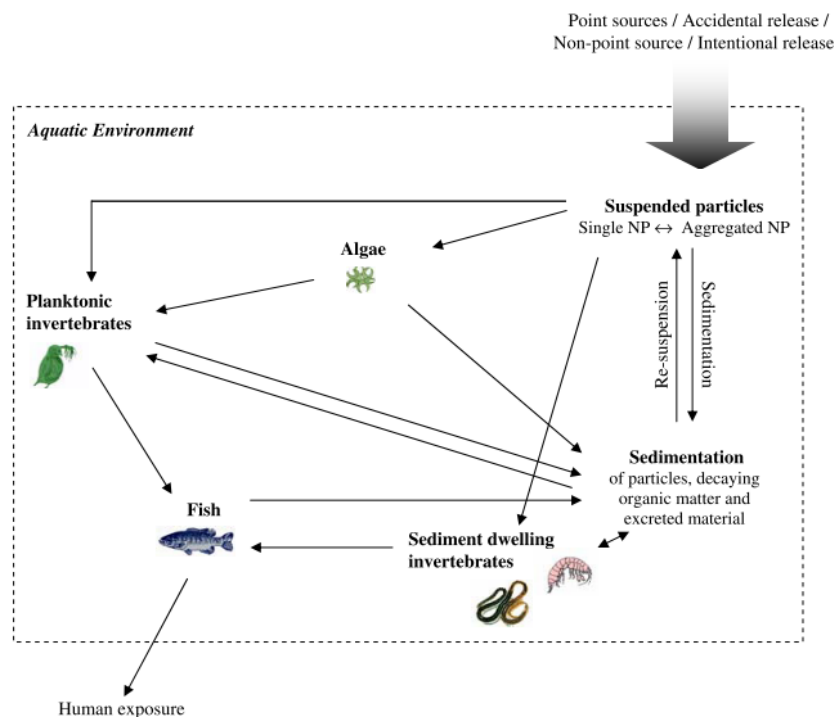 Point sources / Accidental release /
Non-point source / Intentional release
Aquatic Environment
Suspended particles
Single NP ↔ Aggregated NP
Algae
Planktonic
invertebrates
Re-suspension
Sedimentation
Sedimentation
of particles, decaying
organic matter and
excreted material
Fish
Sediment dwelling
invertebrates
Human exposure